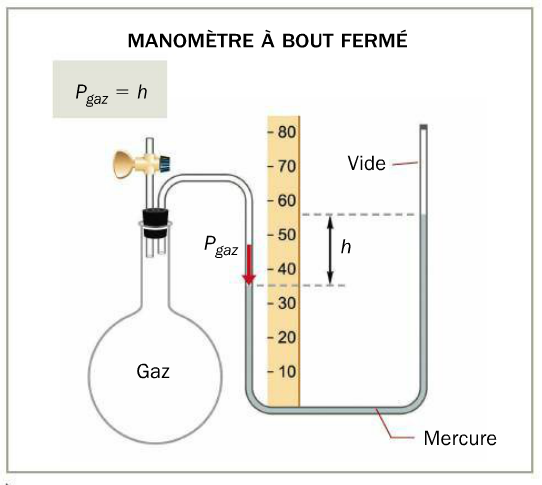 MANOMÈTRE À BOUT FERMÉ
P_gaz = h
- 80
- 70
Vide
- 60
- 50
P_gaz
h
- 40
- 30
- 20
Gaz
- 10
Mercure